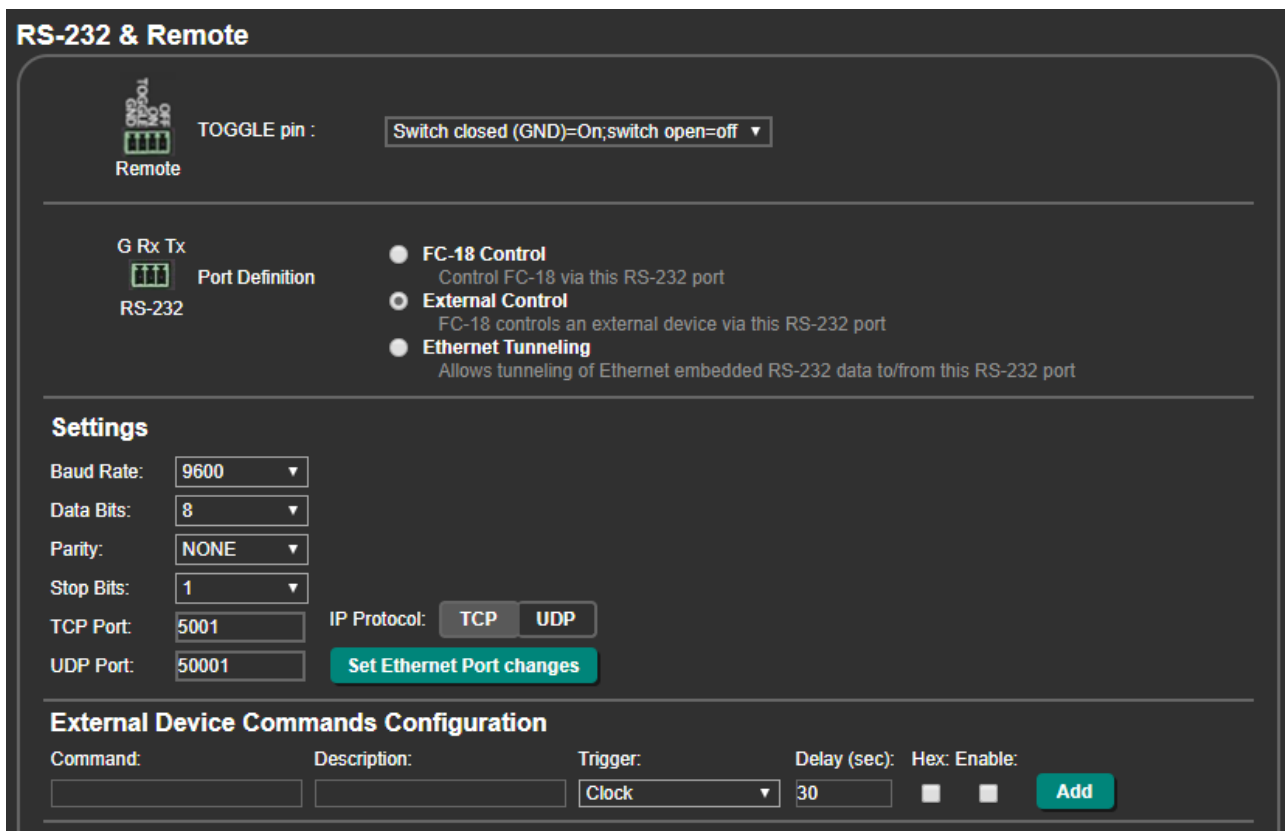 RS-232 & Remote
GND
TOGGLE
ON
OFF
TOGGLE pin :
Switch closed (GND)=On;switch open=off
Remote
G Rx Tx
Port Definition
RS-232
FC-18 Control
Control FC-18 via this RS-232 port
External Control
FC-18 controls an external device via this RS-232 port
Ethernet Tunneling
Allows tunneling of Ethernet embedded RS-232 data to/from this RS-232 port
Settings
Baud Rate: 9600
Data Bits: 8
Parity: NONE
Stop Bits: 1
TCP Port: 5001 IP Protocol: TCP UDP
UDP Port: 50001 Set Ethernet Port changes
External Device Commands Configuration
Command: Description: Trigger: Delay (sec): Hex: Enable:
Clock 30 Add